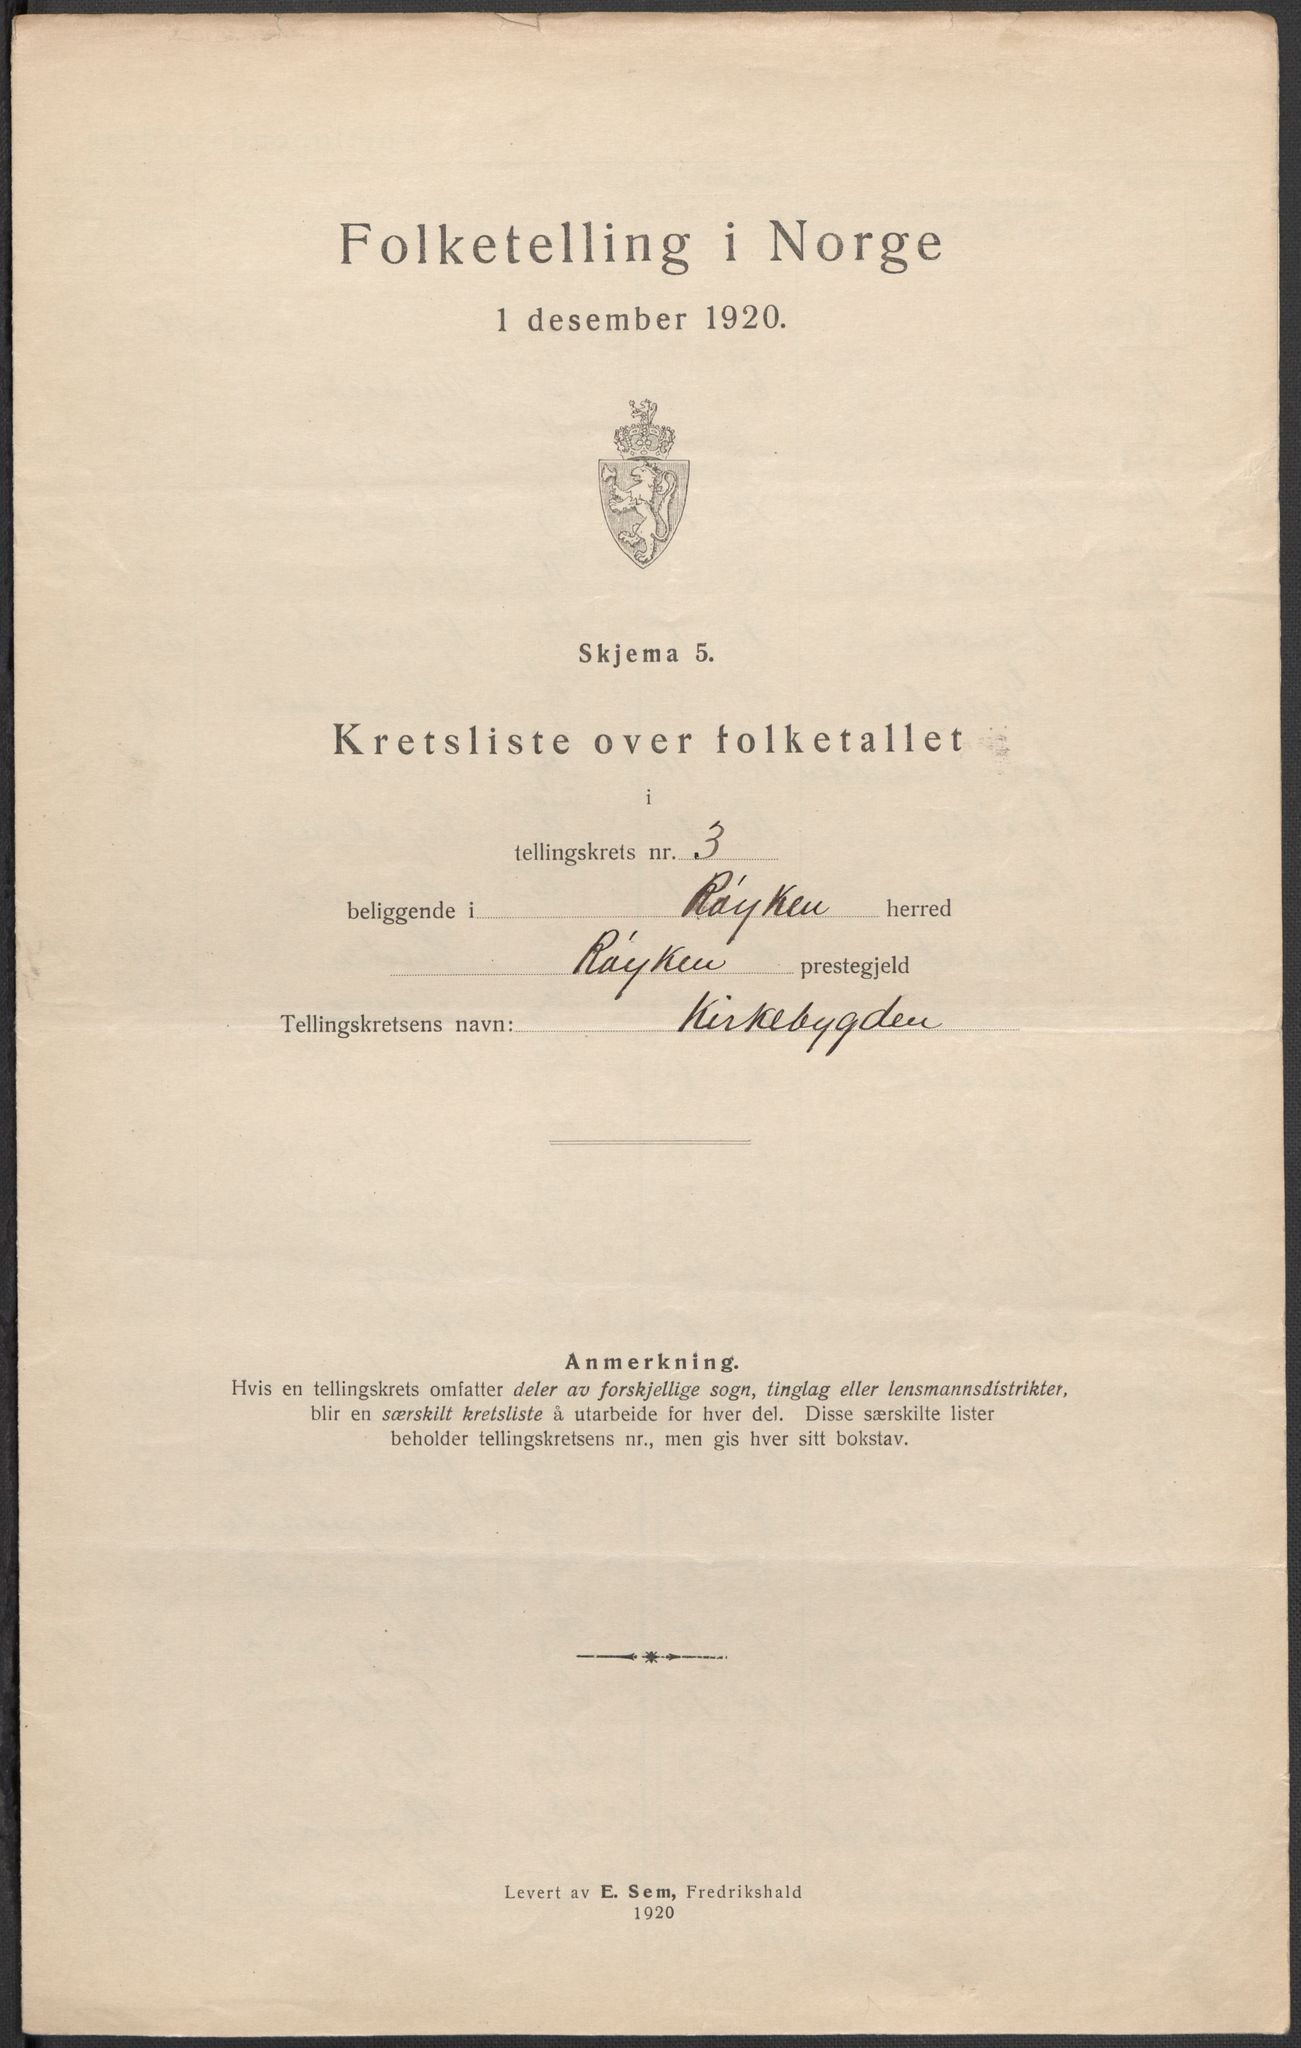 Folketelling i Norge
1 desember 1920.
Skjema 5.
Kretsliste over folketallet
i
tellingskrets nr. 3
beliggende i Røyken herred
Røyken prestegjeld
Tellingskretsens navn: Kirkebygden
Anmerkning.
Hvis en tellingskrets omfatter deler av forskjellige sogn, tinglag eller lensmannsdistrikter,
blir en særskilt kretsliste å utarbeide for hver del. Disse særskilte lister
beholder tellingskretsens nr., men gis hver sitt bokstav.
Levert av E. Sem, Fredrikshald
1920